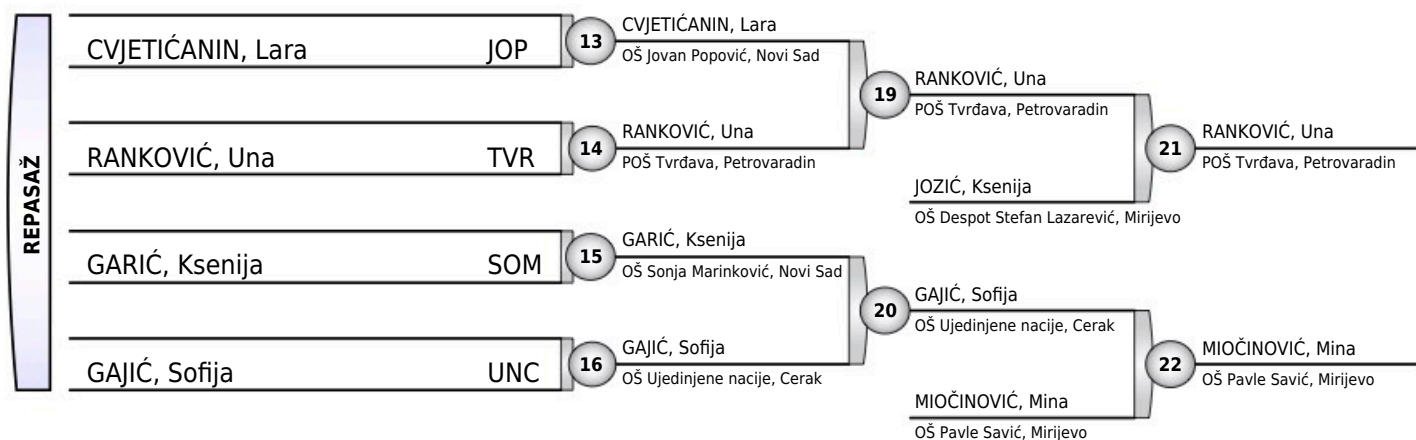 REPASAŽ
CVJETIĆANIN, Lara JOP
RANKOVIĆ, Una TVR
GARIĆ, Ksenija SOM
GAJIĆ, Sofija UNC
13
14
15
16
CVJETIĆANIN, Lara
OŠ Jovan Popović, Novi Sad
RANKOVIĆ, Una
POŠ Tvrđava, Petrovaradin
GARIĆ, Ksenija
OŠ Sonja Marinković, Novi Sad
GAJIĆ, Sofija
OŠ Ujedinjene nacije, Cerak
19
20
RANKOVIĆ, Una
POŠ Tvrđava, Petrovaradin
JOZIĆ, Ksenija
OŠ Despot Stefan Lazarević, Mirijevo
GAJIĆ, Sofija
OŠ Ujedinjene nacije, Cerak
MIOČINOVIĆ, Mina
OŠ Pavle Savić, Mirijevo
21
22
RANKOVIĆ, Una
POŠ Tvrđava, Petrovaradin
MIOČINOVIĆ, Mina
OŠ Pavle Savić, Mirijevo